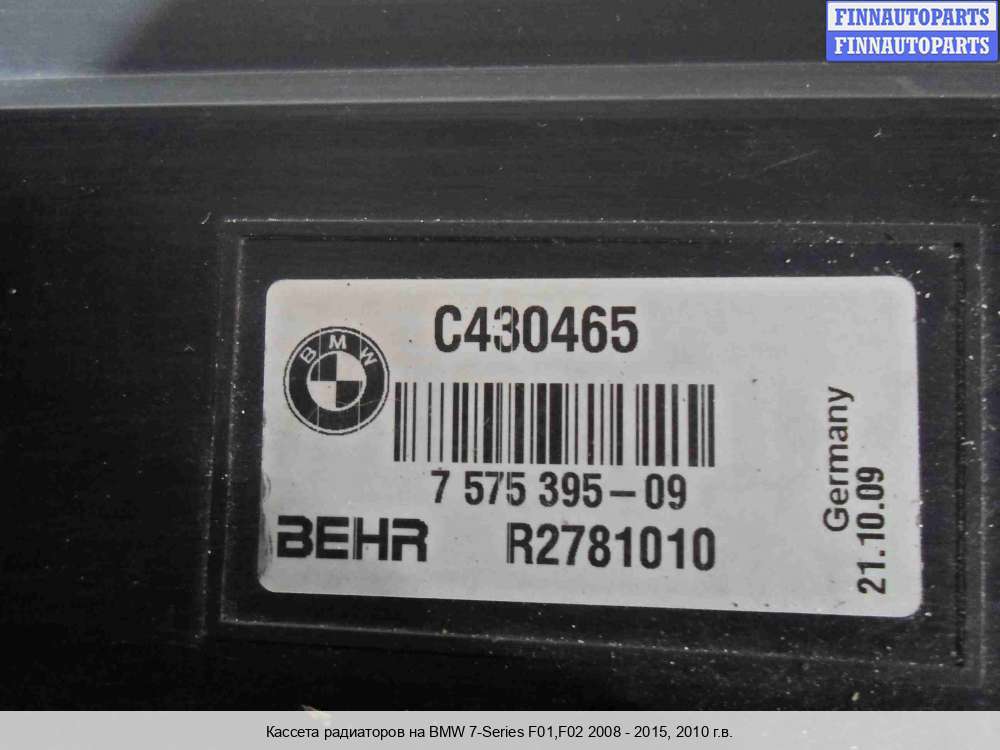 FINNAUTOPARTS
FINNAUTOPARTS
C430465
BMW
7 575 395-09
BEHR R2781010
Germany
21.10.09
Кассета радиаторов на BMW 7-Series F01,F02 2008 - 2015, 2010 г.в.